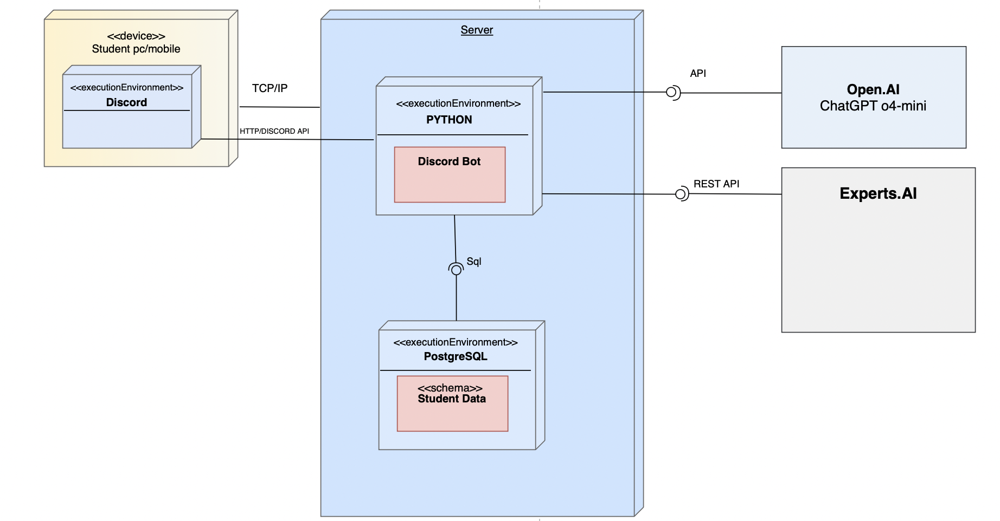 <<device>>
Student pc/mobile
<<executionEnvironment>>
Discord
TCP/IP
HTTP/DISCORD API
Server
<<executionEnvironment>>
PYTHON
Discord Bot
Sql
<<executionEnvironment>>
PostgreSQL
<<schema>>
Student Data
API
Open.AI
ChatGPT o4-mini
REST API
Experts.AI